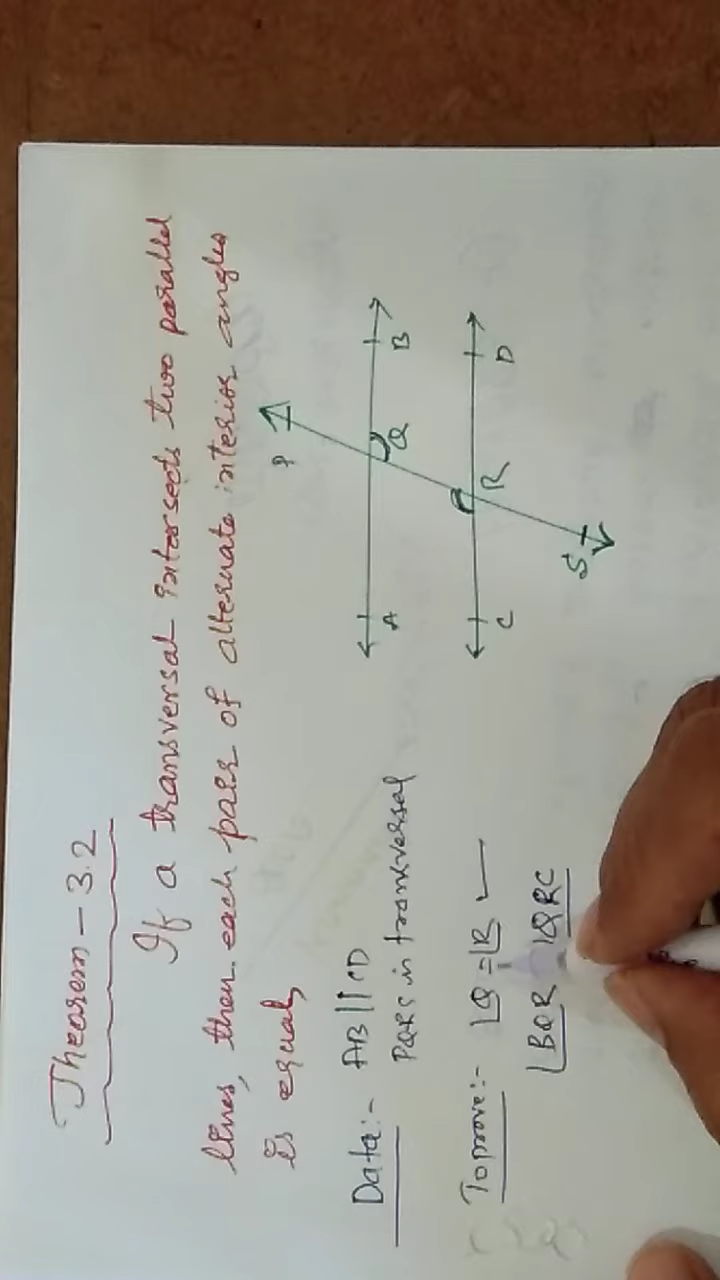 Theorem - 3.2
If a transversal intersects two parallel
lines, then each pair of alternate interior angles
is equal,
Data:- AB||CD
PQRS is transversal
To prove:- ∠Q = ∠R
∠BQR = ∠QRC
P
A
Q
B
C
R
D
S